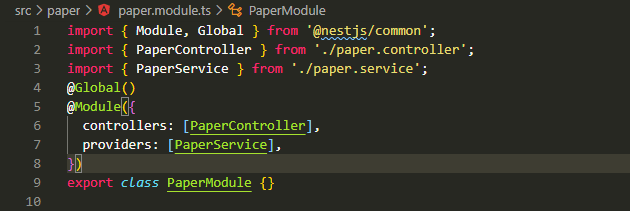 src > paper > paper.module.ts > PaperModule
1 import { Module, Global } from '@nestjs/common';
2 import { PaperController } from './paper.controller';
3 import { PaperService } from './paper.service';
4 @Global()
5 @Module({
6 controllers: [PaperController],
7 providers: [PaperService],
8 })
9 export class PaperModule {}
10